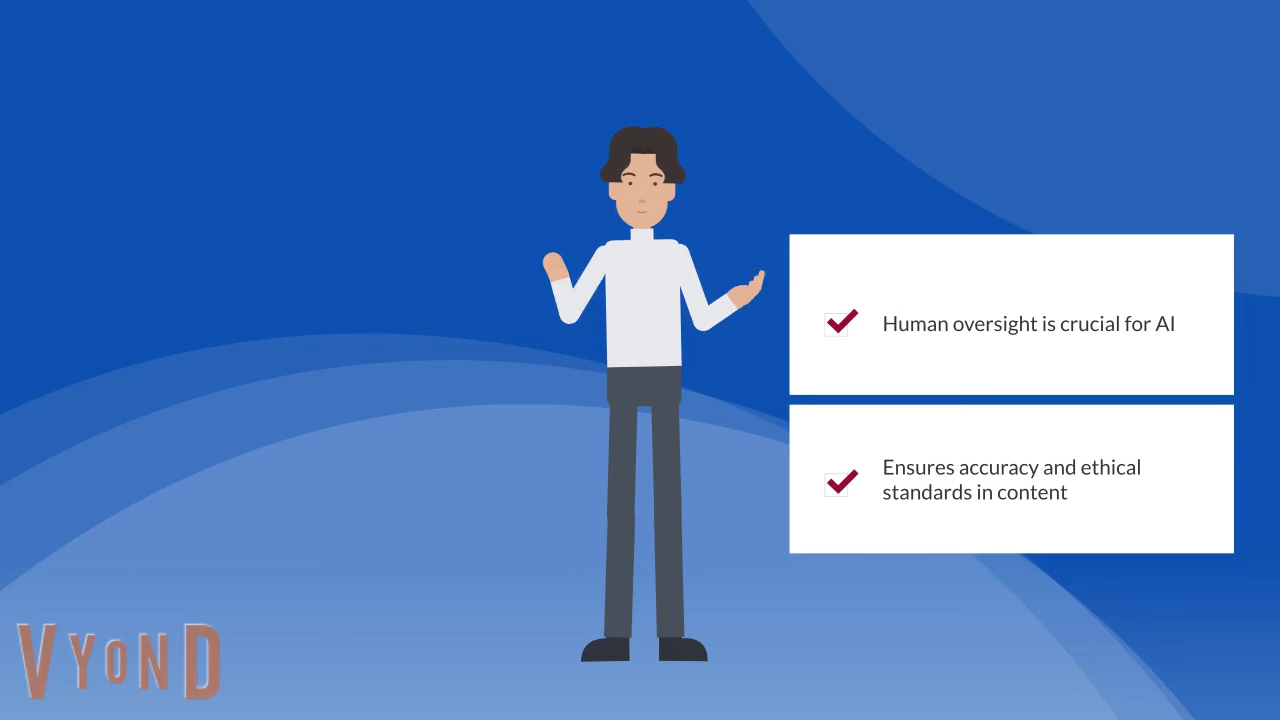 Human oversight is crucial for AI
Ensures accuracy and ethical
standards in content
VYOND